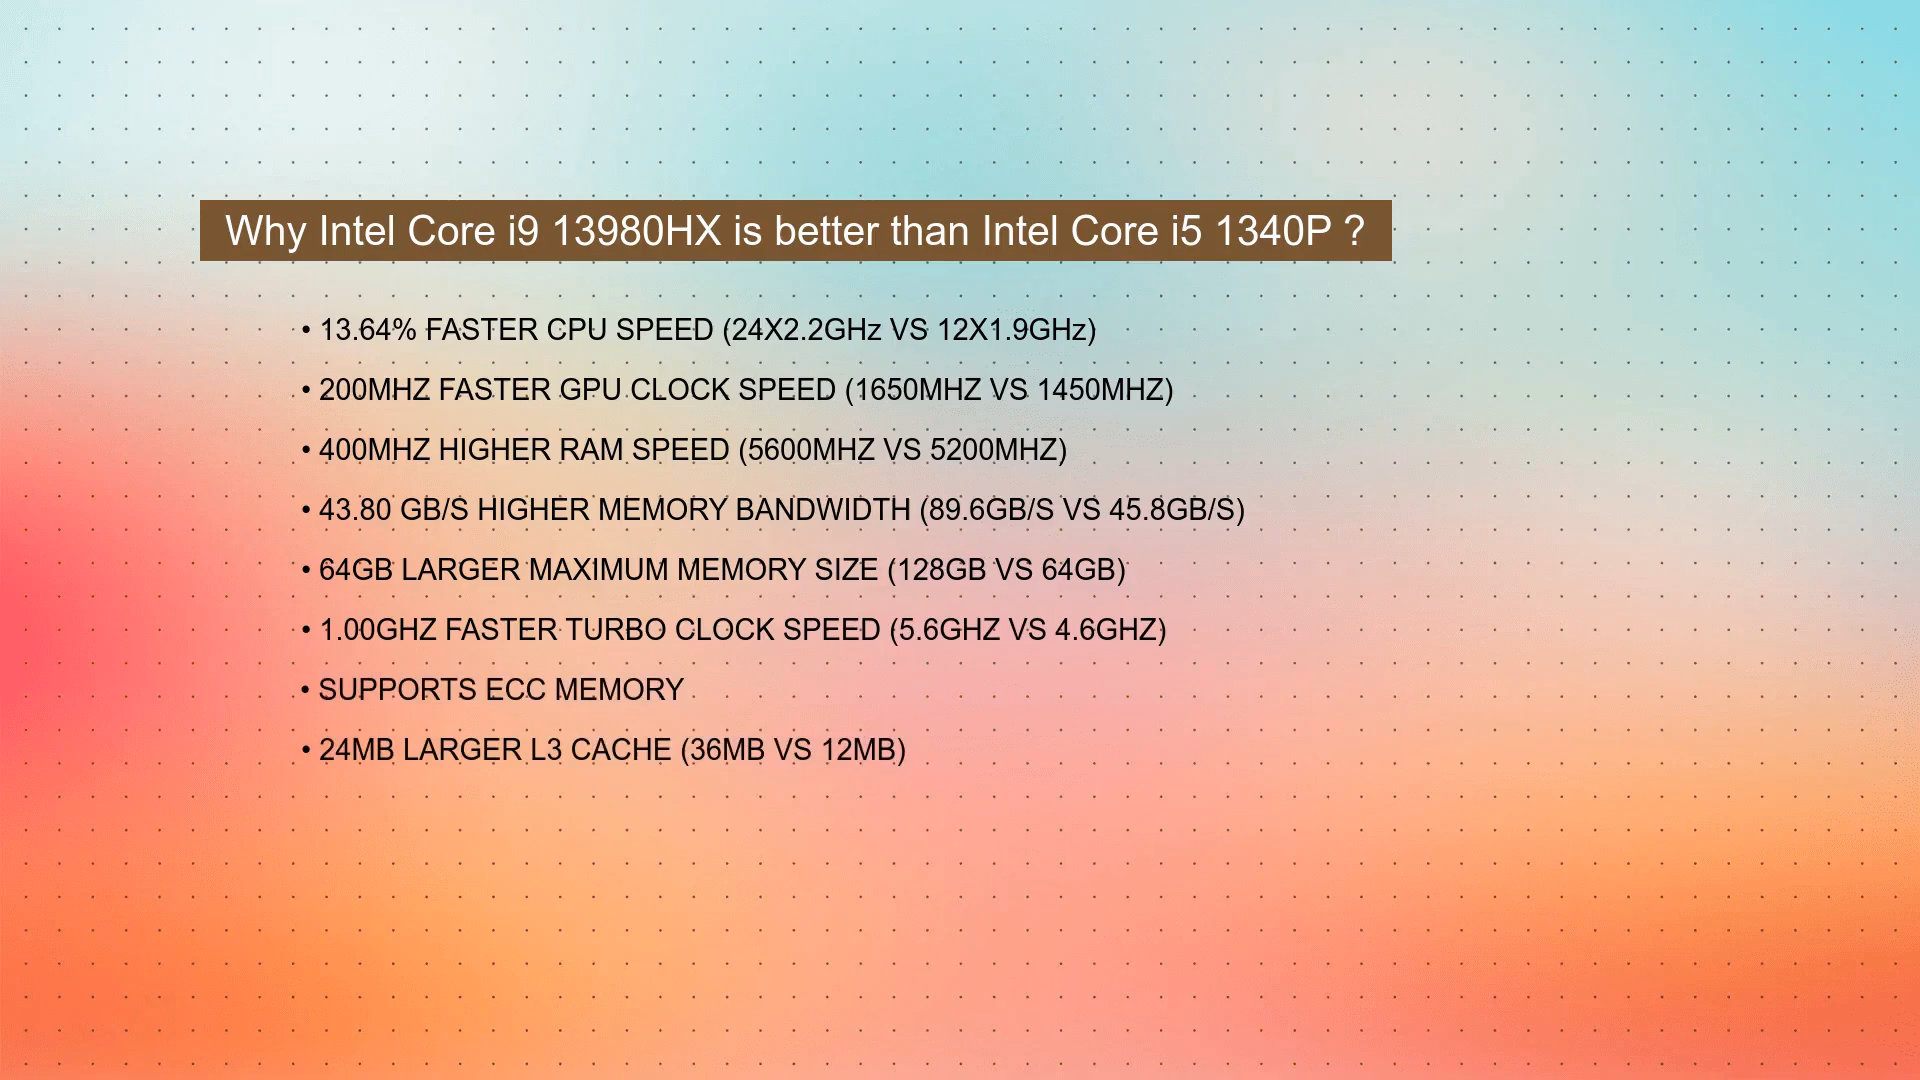 Why Intel Core i9 13980HX is better than Intel Core i5 1340P ?
• 13.64% FASTER CPU SPEED (24X2.2GHz VS 12X1.9GHz)
• 200MHZ FASTER GPU CLOCK SPEED (1650MHZ VS 1450MHZ)
• 400MHZ HIGHER RAM SPEED (5600MHZ VS 5200MHZ)
• 43.80 GB/S HIGHER MEMORY BANDWIDTH (89.6GB/S VS 45.8GB/S)
• 64GB LARGER MAXIMUM MEMORY SIZE (128GB VS 64GB)
• 1.00GHZ FASTER TURBO CLOCK SPEED (5.6GHZ VS 4.6GHZ)
• SUPPORTS ECC MEMORY
• 24MB LARGER L3 CACHE (36MB VS 12MB)